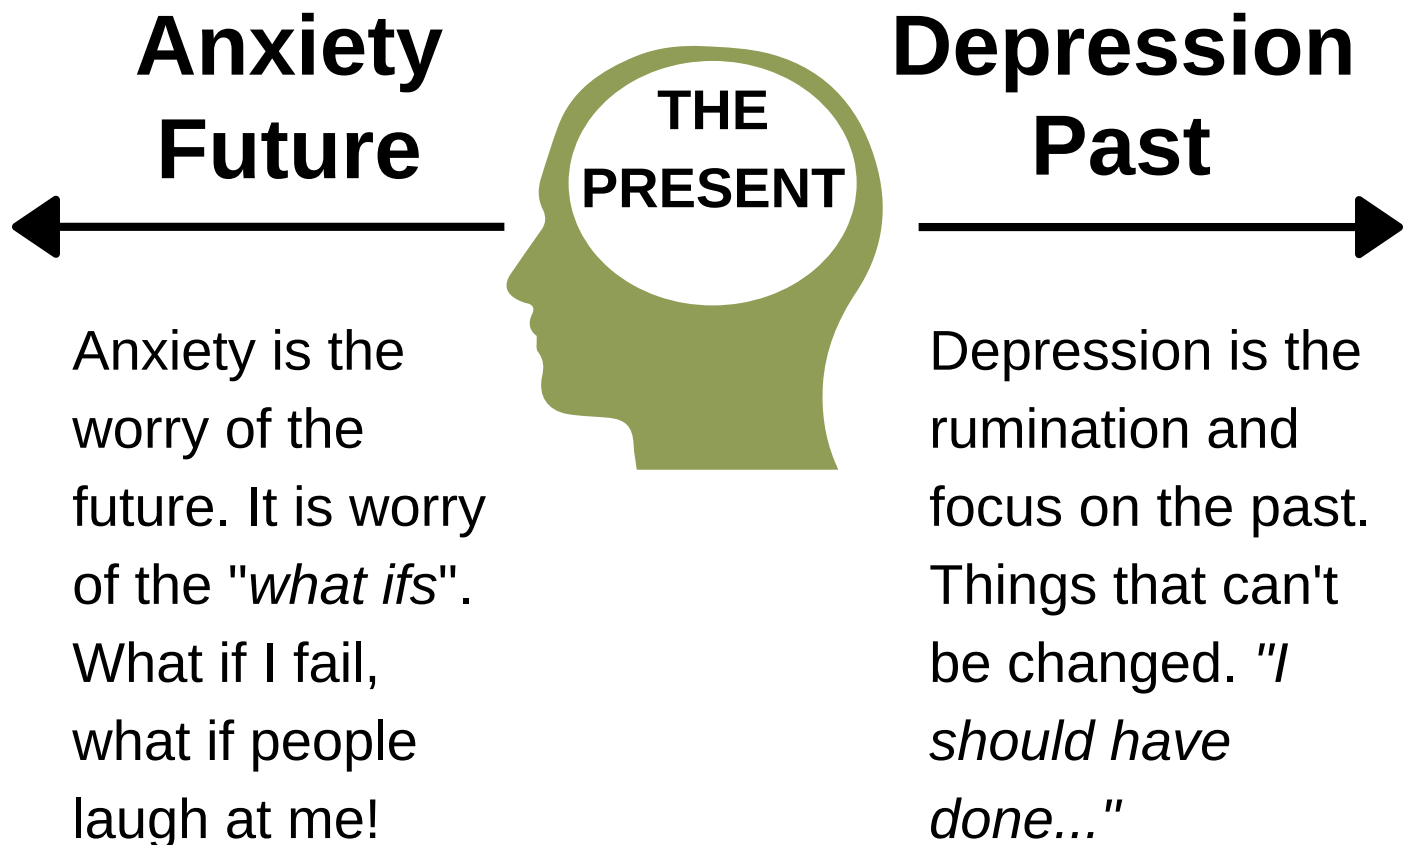 Anxiety
Future
THE
PRESENT
Depression
Past
Anxiety is the
worry of the
future. It is worry
of the "what ifs".
What if I fail,
what if people
laugh at me!
Depression is the
rumination and
focus on the past.
Things that can't
be changed. "I
should have
done..."